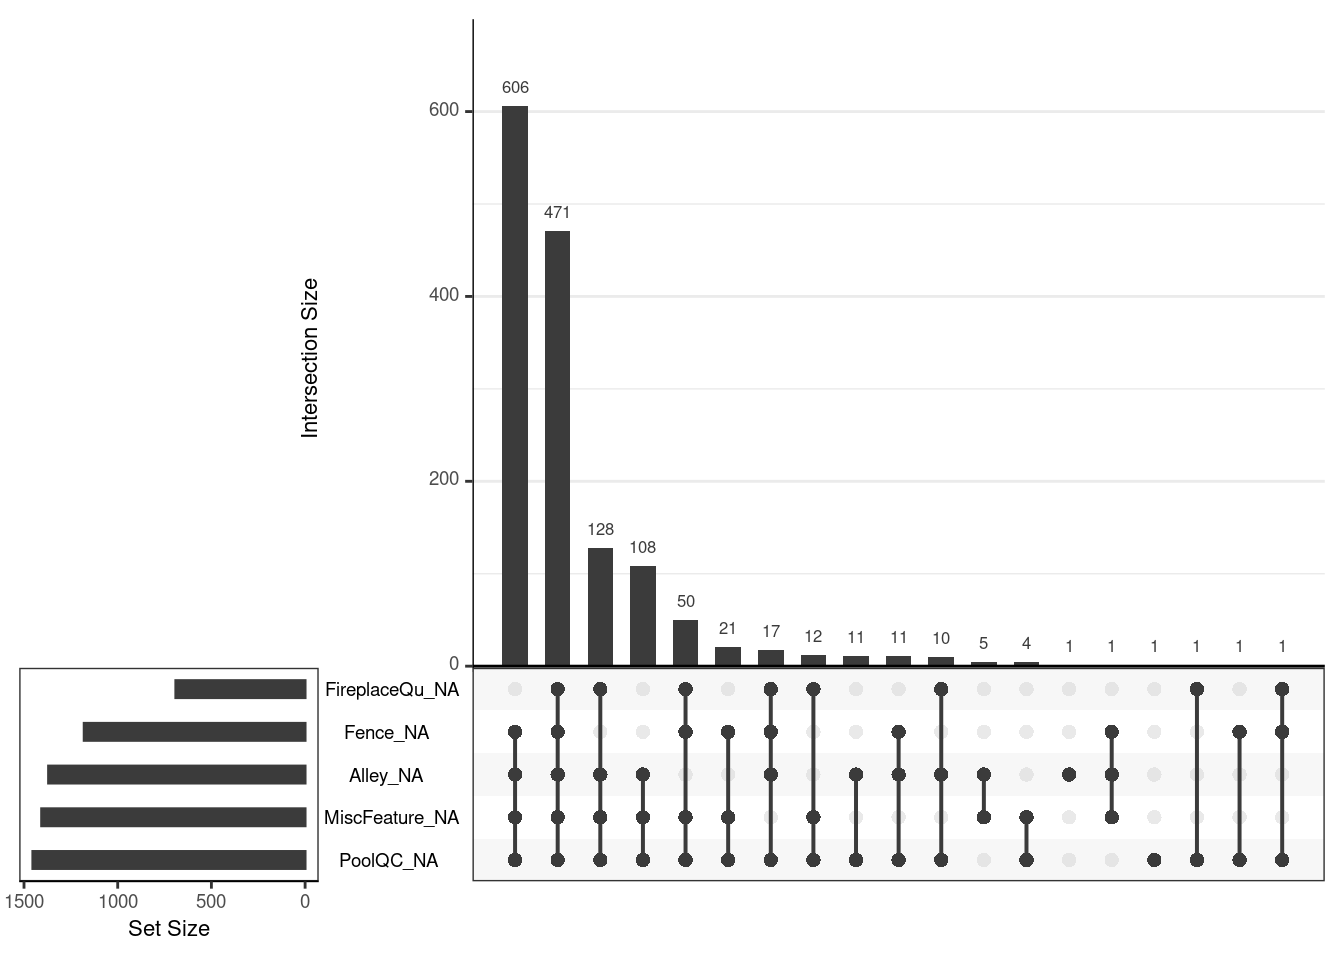 606
600
471
400
Intersection Size
200
128
108
50
21
17
12
11
11
10
5
4
1
1
1
1
1
1
0
FireplaceQu_NA
Fence_NA
Alley_NA
MiscFeature_NA
PoolQC_NA
1500 1000 500 0
Set Size